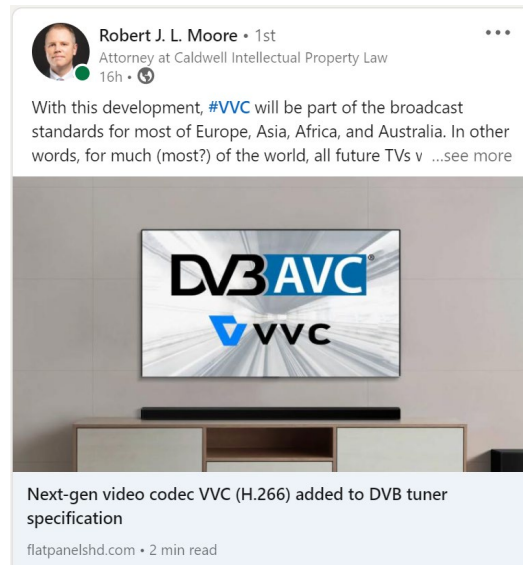 Robert J. L. Moore • 1st
Attorney at Caldwell Intellectual Property Law
16h •
With this development, #VVC will be part of the broadcast
standards for most of Europe, Asia, Africa, and Australia. In other
words, for much (most?) of the world, all future TVs v ...see more
DVB AVC®
VVC
Next-gen video codec VVC (H.266) added to DVB tuner
specification
flatpanelshd.com • 2 min read